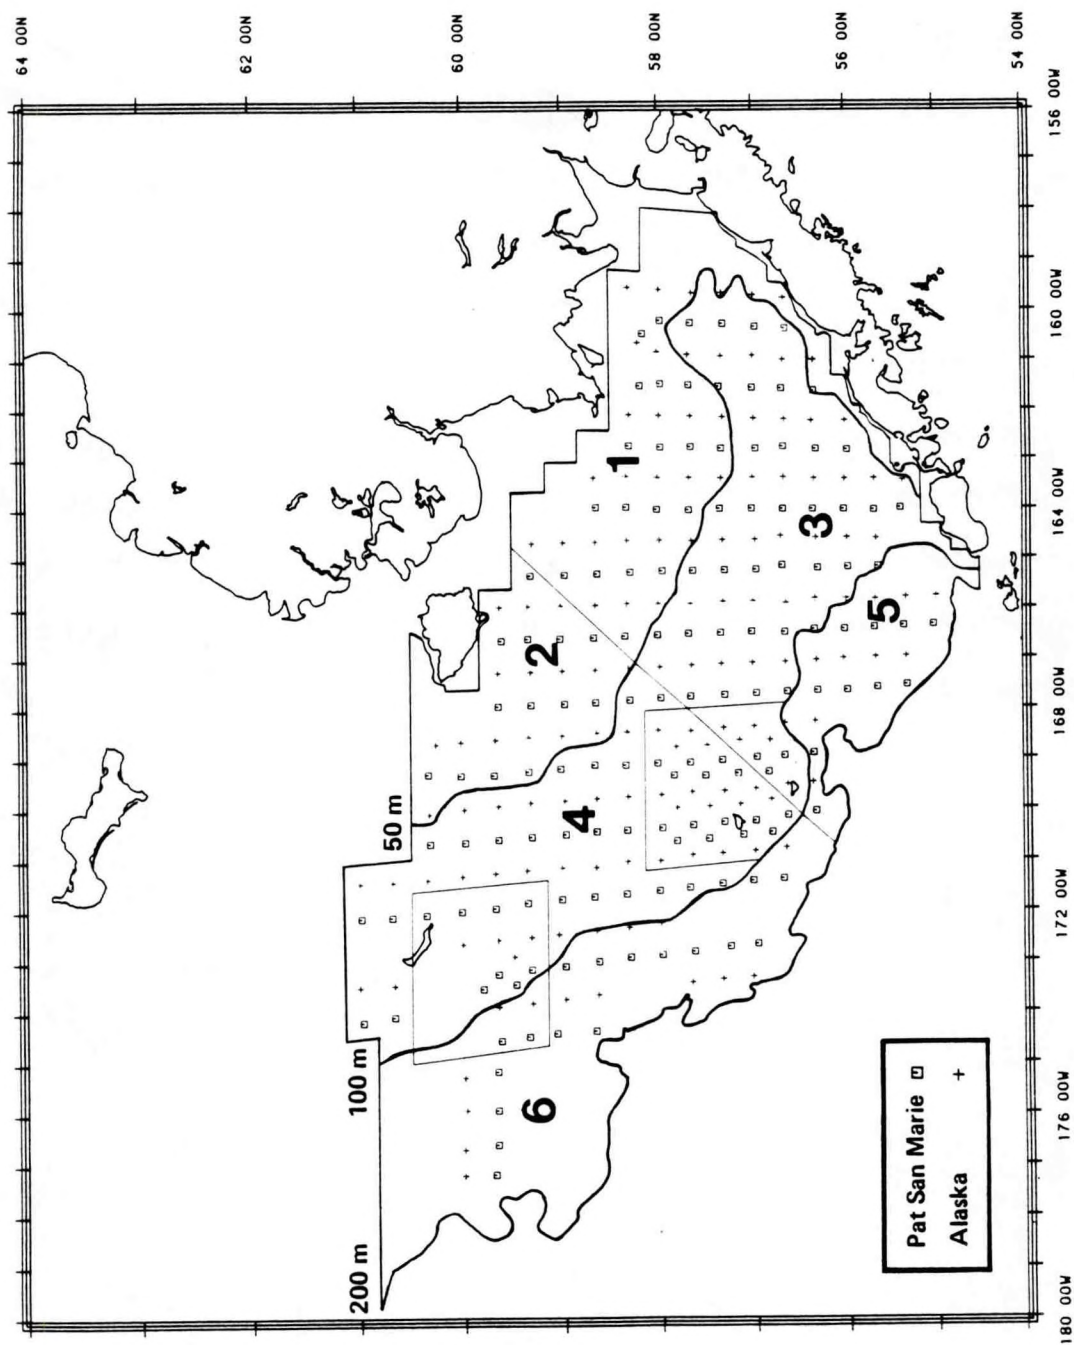 64 00N
62 00N
60 00N
58 00N
56 00N
54 00N
156 00W
160 00W
164 00W
168 00W
172 00W
176 00W
180 00W
50 m
100 m
200 m
1
2
3
4
5
6
Pat San Marie
Alaska